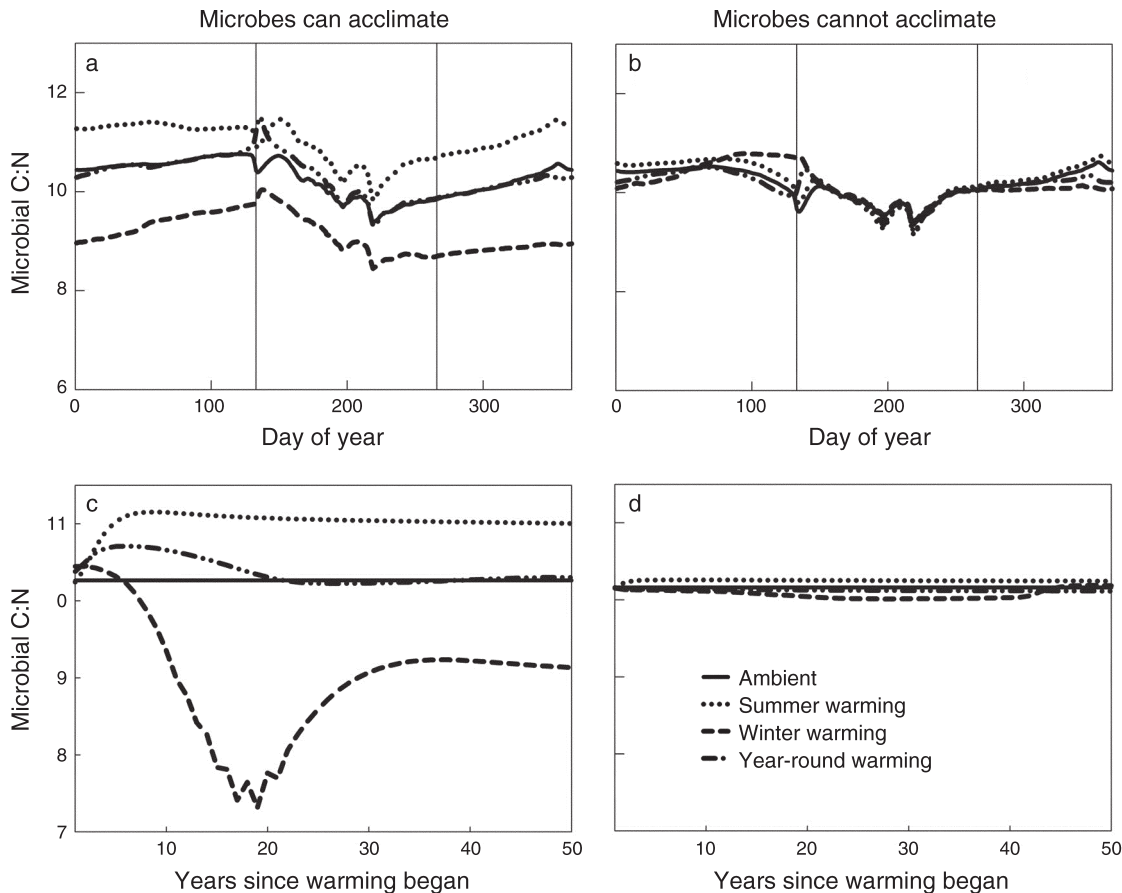 Microbes can acclimate
Microbes cannot acclimate
a
b
12
10
8
6
Microbial C:N
0
100
200
300
0
100
200
300
Day of year
Day of year
c
d
11
0
9
8
7
Microbial C:N
Ambient
Summer warming
Winter warming
Year-round warming
10
20
30
40
50
10
20
30
40
50
Years since warming began
Years since warming began